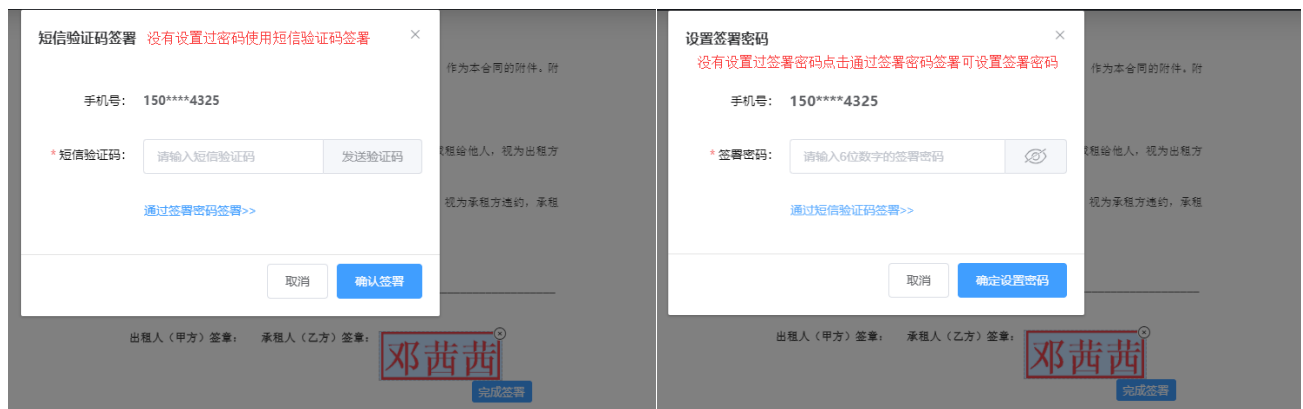 短信验证码签署 没有设置过密码使用短信验证码签署
作为本合同的附件，附
手机号： 150****4325
*短信验证码： 请输入短信验证码 发送验证码
租给他人，视为出租方
通过签署密码签署>>
视为承租方违约，承租
取消 确认签署
出租人（甲方）签章： 承租人（乙方）签章：
邓茜茜
完成签署
设置签署密码
没有设置过签署密码点击通过签署密码签署可设置签署密码
作为本合同的附件，附
手机号： 150****4325
*签署密码： 请输入6位数字的签署密码
租给他人，视为出租方
通过短信验证码签署>>
视为承租方违约，承租
取消 确定设置密码
出租人（甲方）签章： 承租人（乙方）签章：
邓茜茜
完成签署